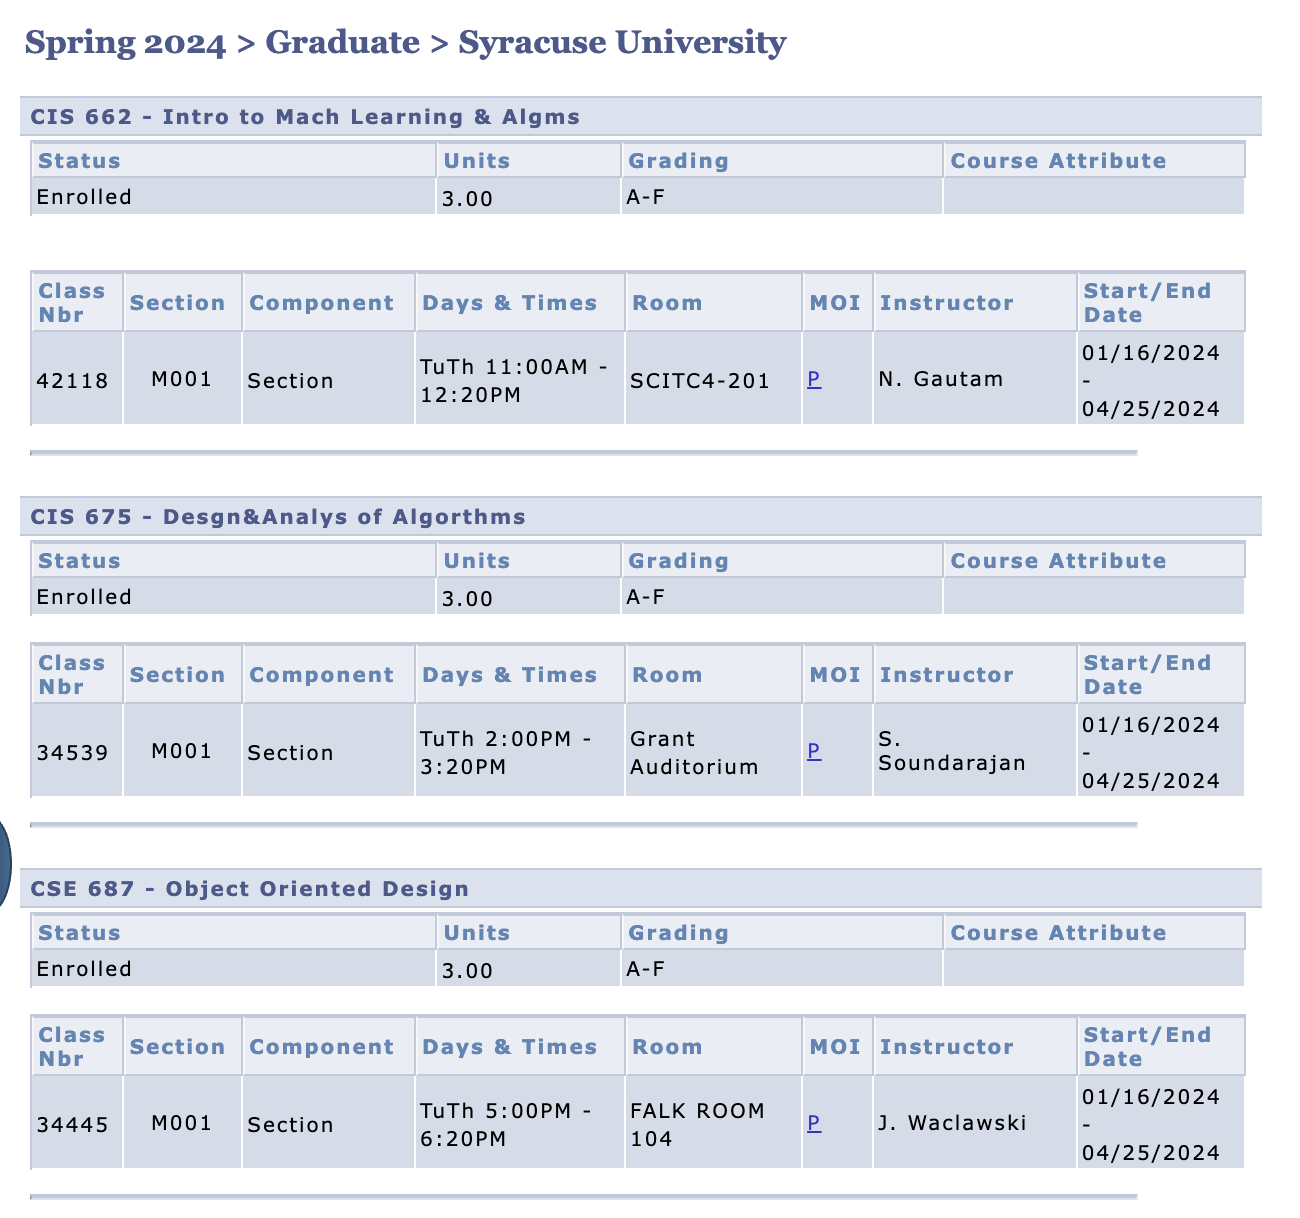 Spring 2024 > Graduate > Syracuse University
CIS 662 - Intro to Mach Learning & Algms
Status Units Grading Course Attribute
Enrolled 3.00 A-F
Class Nbr Section Component Days & Times Room MOI Instructor Start/End Date
42118 M001 Section TuTh 11:00AM - 12:20PM SCITC4-201 P N. Gautam 01/16/2024 - 04/25/2024
CIS 675 - Desgn&Analys of Algorthms
Status Units Grading Course Attribute
Enrolled 3.00 A-F
Class Nbr Section Component Days & Times Room MOI Instructor Start/End Date
34539 M001 Section TuTh 2:00PM - 3:20PM Grant Auditorium P S. Soundarajan 01/16/2024 - 04/25/2024
CSE 687 - Object Oriented Design
Status Units Grading Course Attribute
Enrolled 3.00 A-F
Class Nbr Section Component Days & Times Room MOI Instructor Start/End Date
34445 M001 Section TuTh 5:00PM - 6:20PM FALK ROOM 104 P J. Waclawski 01/16/2024 - 04/25/2024